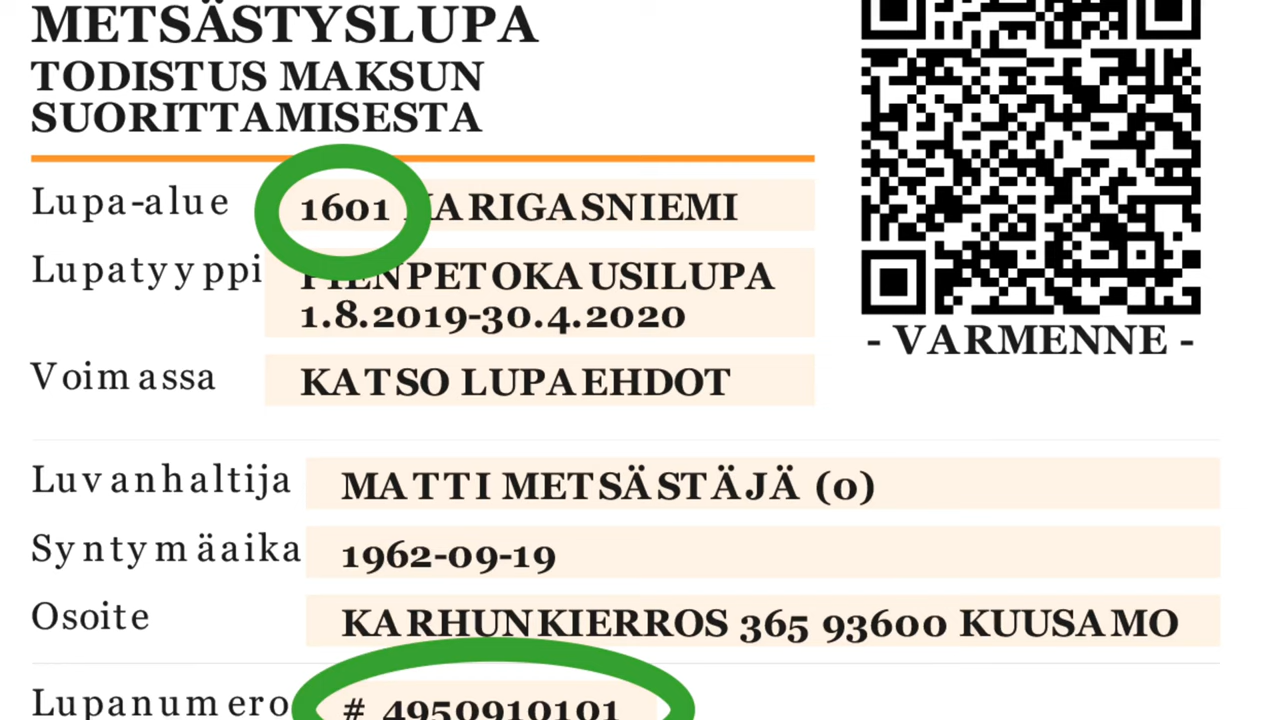 METSÄSTYSLUPA
TODISTUS MAKSUN
SUORITTAMISESTA
Lupa-alue 1601 KARIGASNIEMI
Lupatyyppi PIENPETOKAUSILUPA
1.8.2019-30.4.2020
Voimassa KATSO LUPAEHDOT
- VARMENNE -
Luvanhaltija MATTI METSÄSTÄJÄ (0)
Syntymäaika 1962-09-19
Osoite KARHUNKIERROS 365 93600 KUUSAMO
Lupanumero # 4950910101